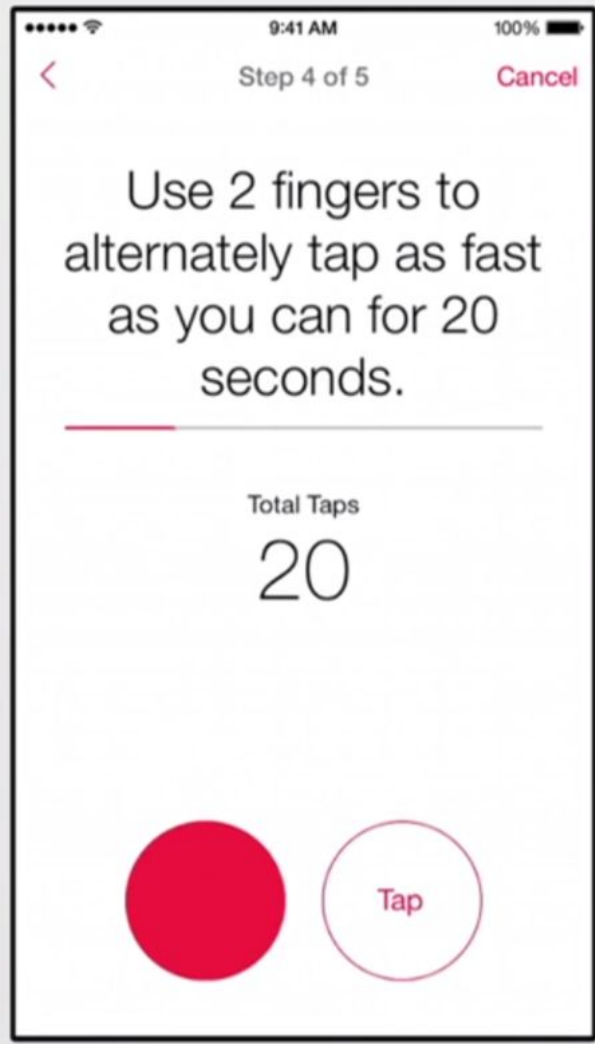 9:41 AM 100%
Step 4 of 5 Cancel
Use 2 fingers to
alternately tap as fast
as you can for 20
seconds.
Total Taps
20
Tap